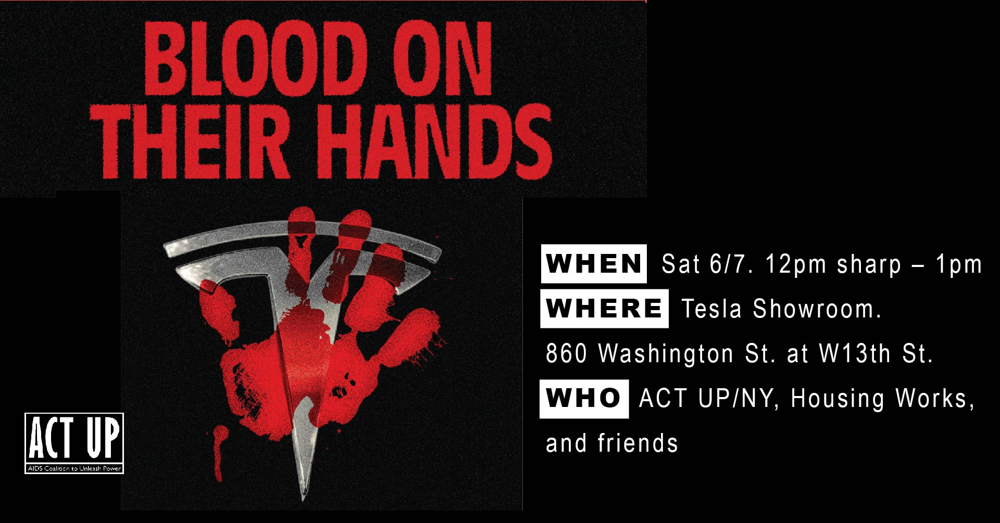 BLOOD ON
THEIR HANDS
WHEN Sat 6/7. 12pm sharp – 1pm
WHERE Tesla Showroom.
860 Washington St. at W13th St.
WHO ACT UP/NY, Housing Works,
and friends
ACT UP
AIDS Coalition to Unleash Power